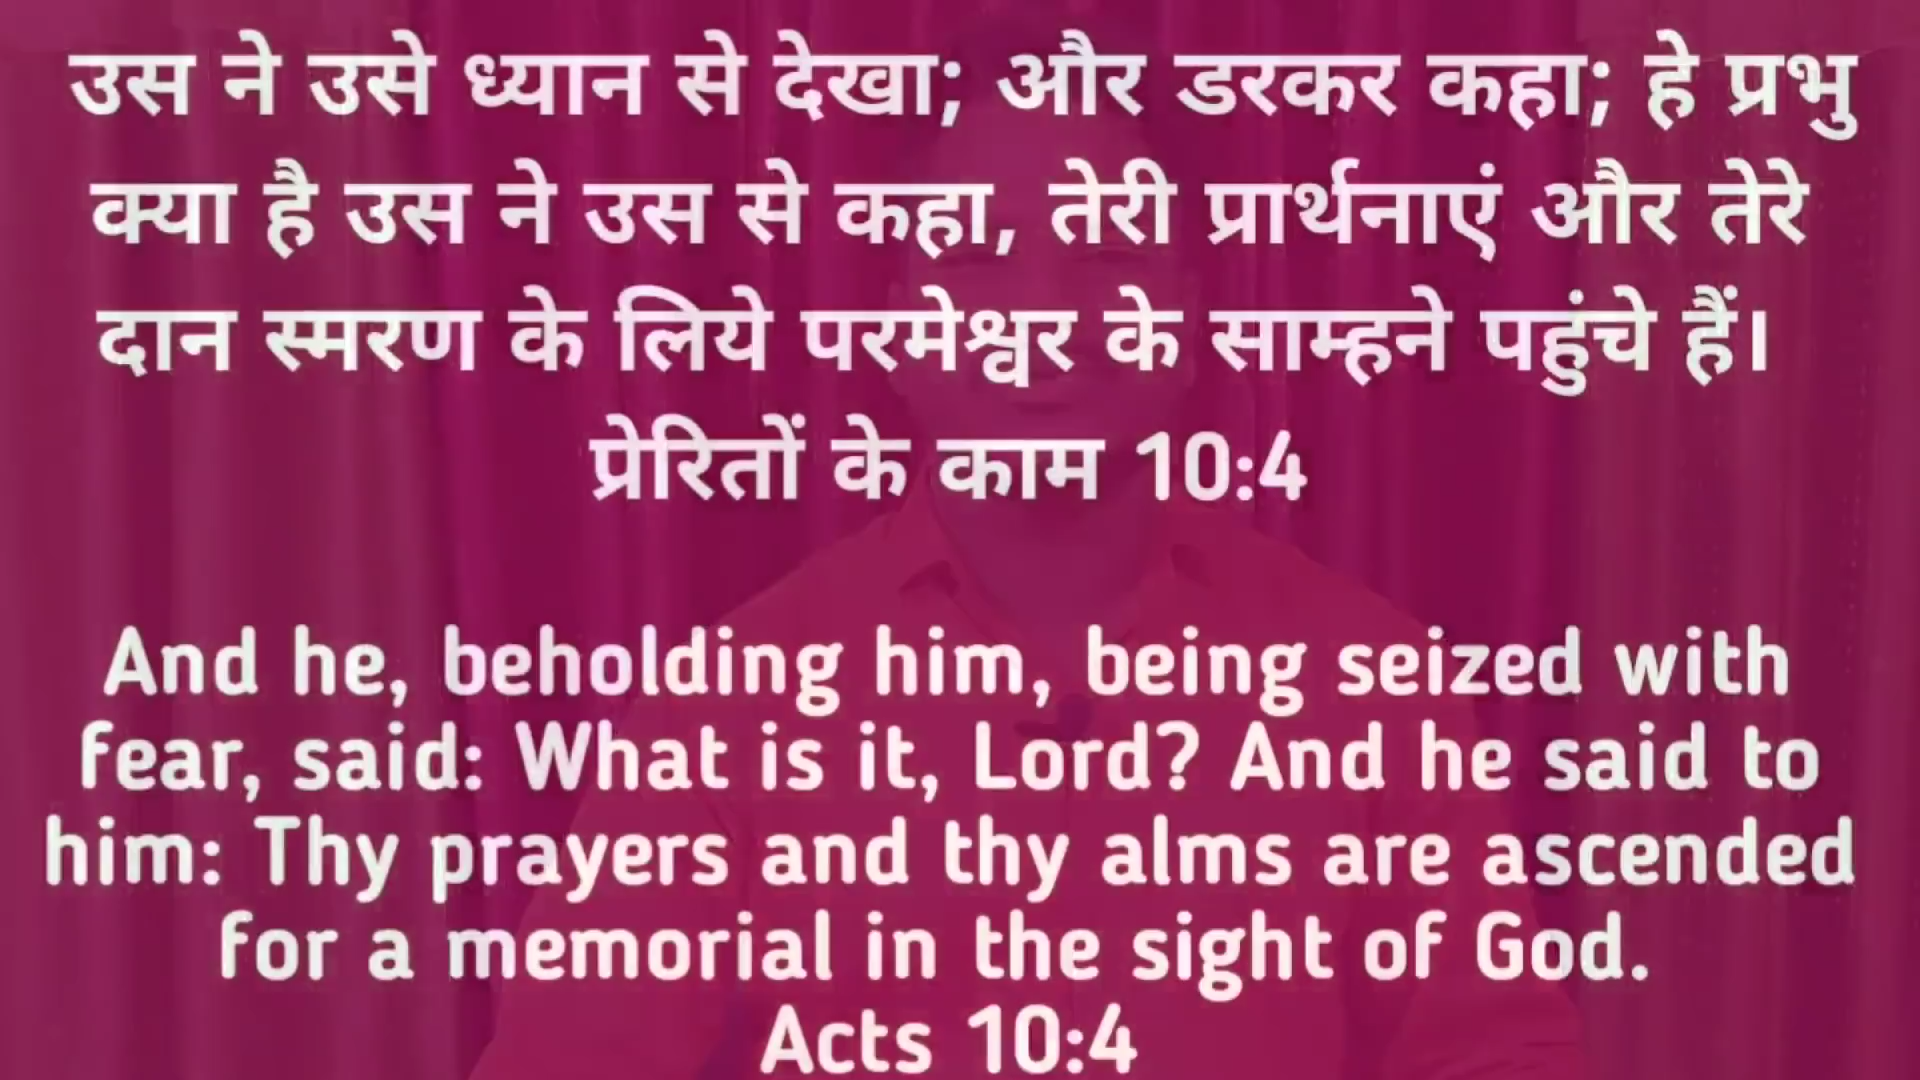 उस ने उसे ध्यान से देखा; और डरकर कहा; हे प्रभु
क्या है उस ने उस से कहा, तेरी प्रार्थनाएं और तेरे
दान स्मरण के लिये परमेश्वर के साम्हने पहुंचे हैं।
प्रेरितों के काम 10:4
And he, beholding him, being seized with
fear, said: What is it, Lord? And he said to
him: Thy prayers and thy alms are ascended
for a memorial in the sight of God.
Acts 10:4